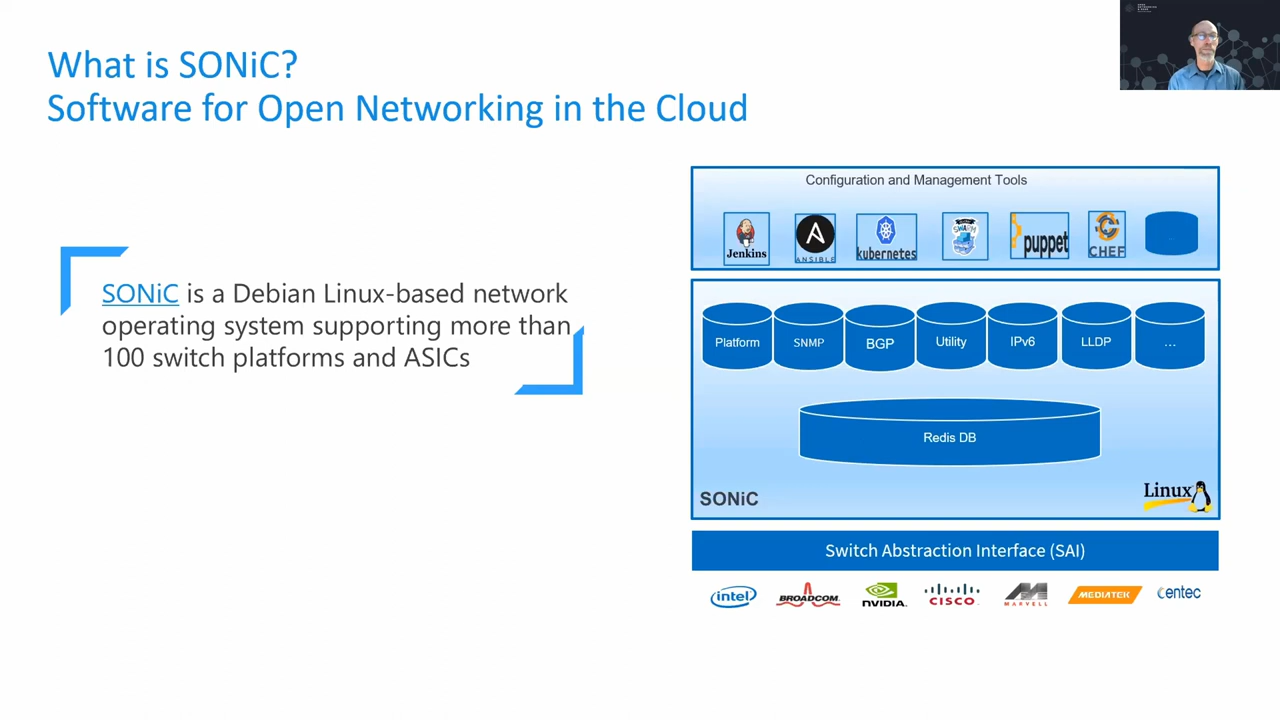 What is SONiC?
Software for Open Networking in the Cloud
SONiC is a Debian Linux-based network
operating system supporting more than
100 switch platforms and ASICs
Configuration and Management Tools
Jenkins
ANSIBLE
kubernetes
SWARM
puppet
CHEF
Platform
SNMP
BGP
Utility
IPv6
LLDP
...
Redis DB
SONiC
Linux
Switch Abstraction Interface (SAI)
intel
BROADCOM
NVIDIA
CISCO
MARVELL
MEDIATEK
centec